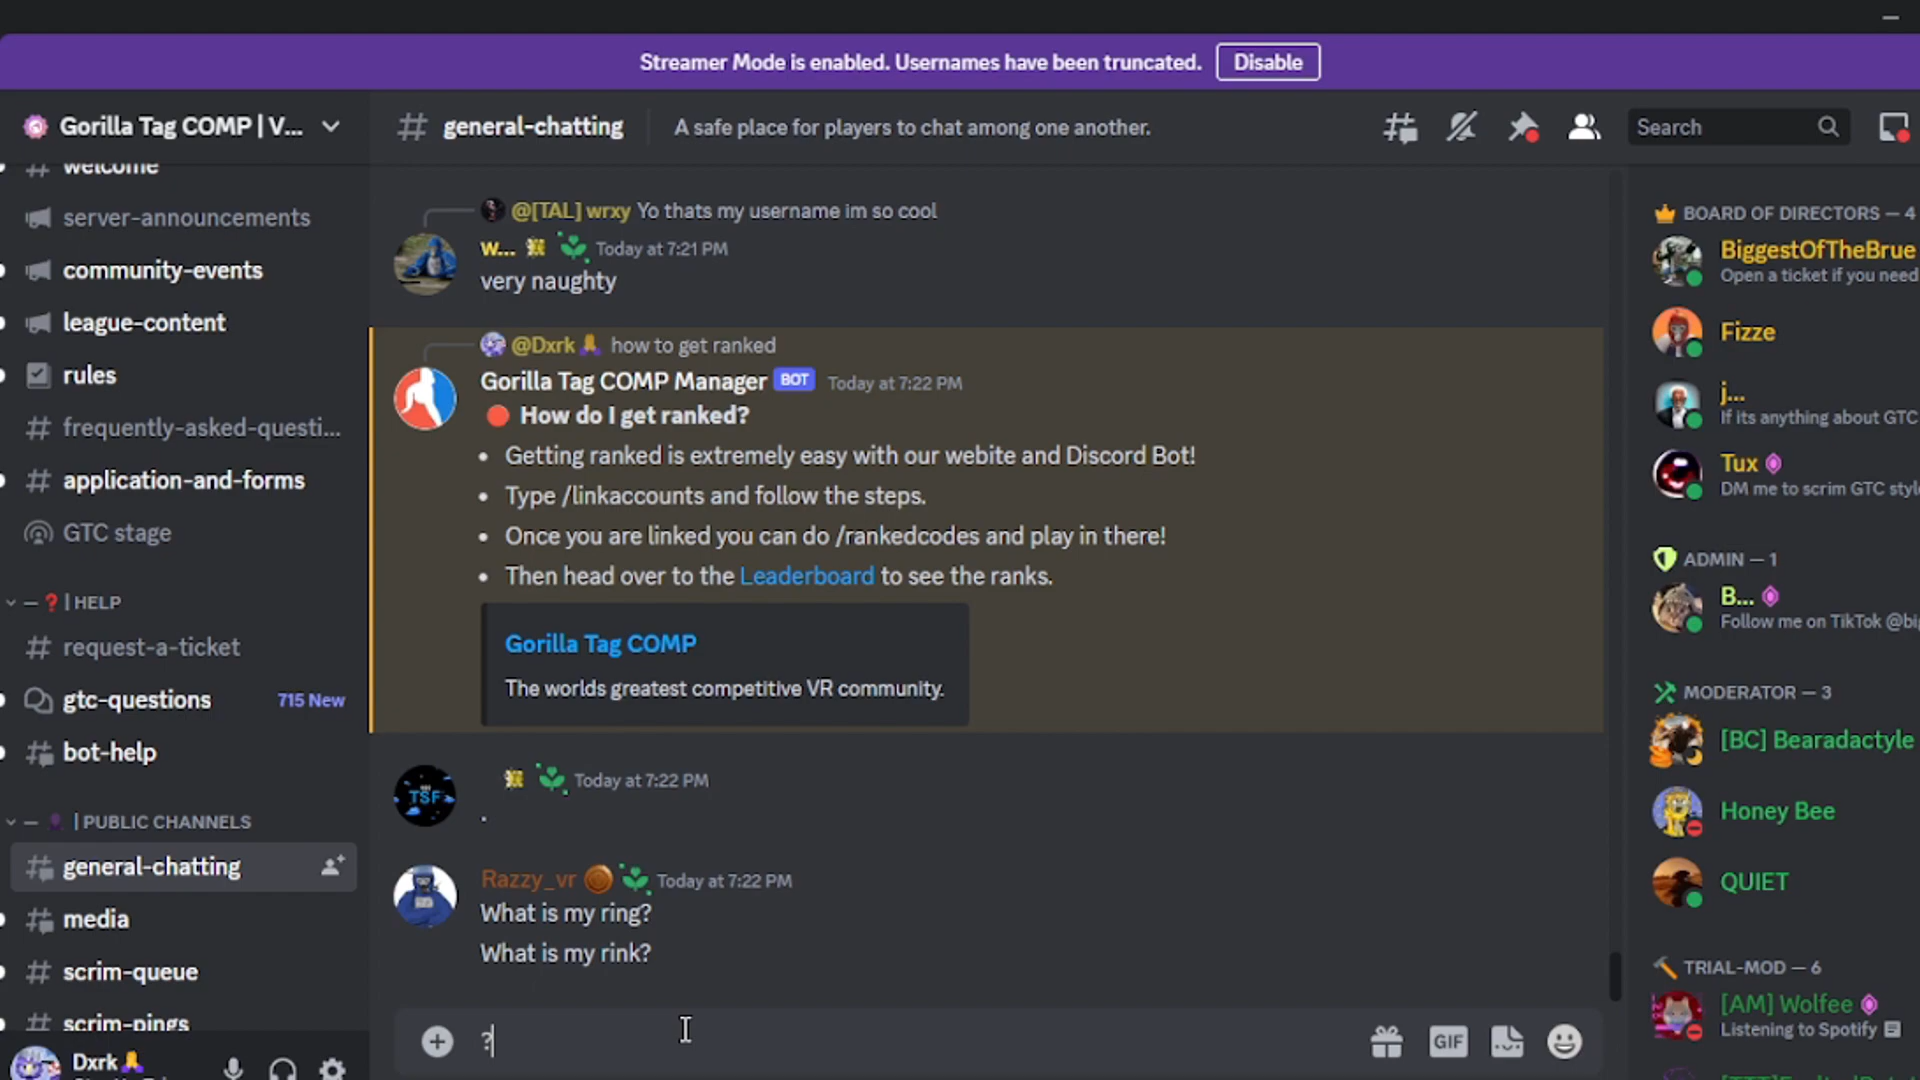 Streamer Mode is enabled. Usernames have been truncated. Disable
Gorilla Tag COMP | V...
welcome
server-announcements
community-events
league-content
rules
frequently-asked-questi...
application-and-forms
GTC stage
— ❓ | HELP
request-a-ticket
gtc-questions 715 New
bot-help
— | PUBLIC CHANNELS
general-chatting
media
scrim-queue
scrim-pings
Dxrk
# general-chatting A safe place for players to chat among one another.
Search
@[TAL] wrxy Yo thats my username im so cool
w... Today at 7:21 PM
very naughty
@Dxrk how to get ranked
Gorilla Tag COMP Manager BOT Today at 7:22 PM
🔴 How do I get ranked?
• Getting ranked is extremely easy with our webite and Discord Bot!
• Type /linkaccounts and follow the steps.
• Once you are linked you can do /rankedcodes and play in there!
• Then head over to the Leaderboard to see the ranks.
Gorilla Tag COMP
The worlds greatest competitive VR community.
TSF
Today at 7:22 PM
.
Razzy_vr Today at 7:22 PM
What is my ring?
What is my rink?
?
GIF
BOARD OF DIRECTORS — 4
BiggestOfTheBrue
Open a ticket if you need
Fizze
j...
If its anything about GTC
Tux
DM me to scrim GTC style
ADMIN — 1
B...
Follow me on TikTok @big
MODERATOR — 3
[BC] Bearadactyle
Honey Bee
QUIET
TRIAL-MOD — 6
[AM] Wolfee
Listening to Spotify